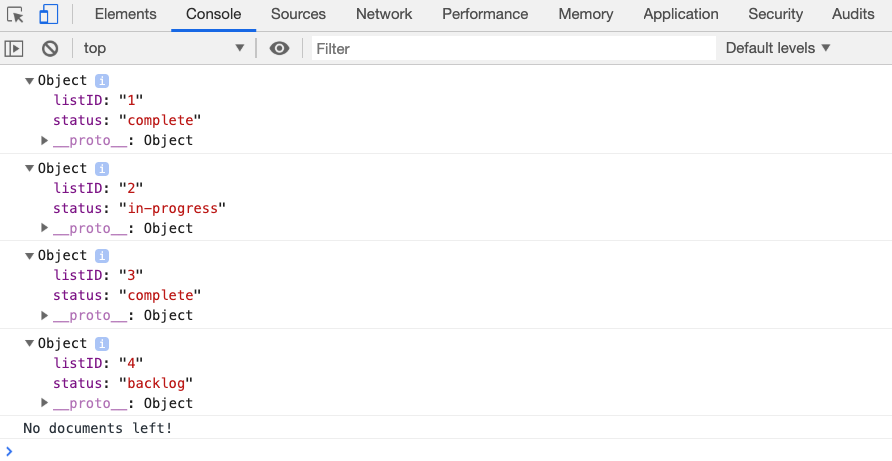 Elements Console Sources Network Performance Memory Application Security Audits
top Filter Default levels
Object i
listID: "1"
status: "complete"
__proto__: Object
Object i
listID: "2"
status: "in-progress"
__proto__: Object
Object i
listID: "3"
status: "complete"
__proto__: Object
Object i
listID: "4"
status: "backlog"
__proto__: Object
No documents left!